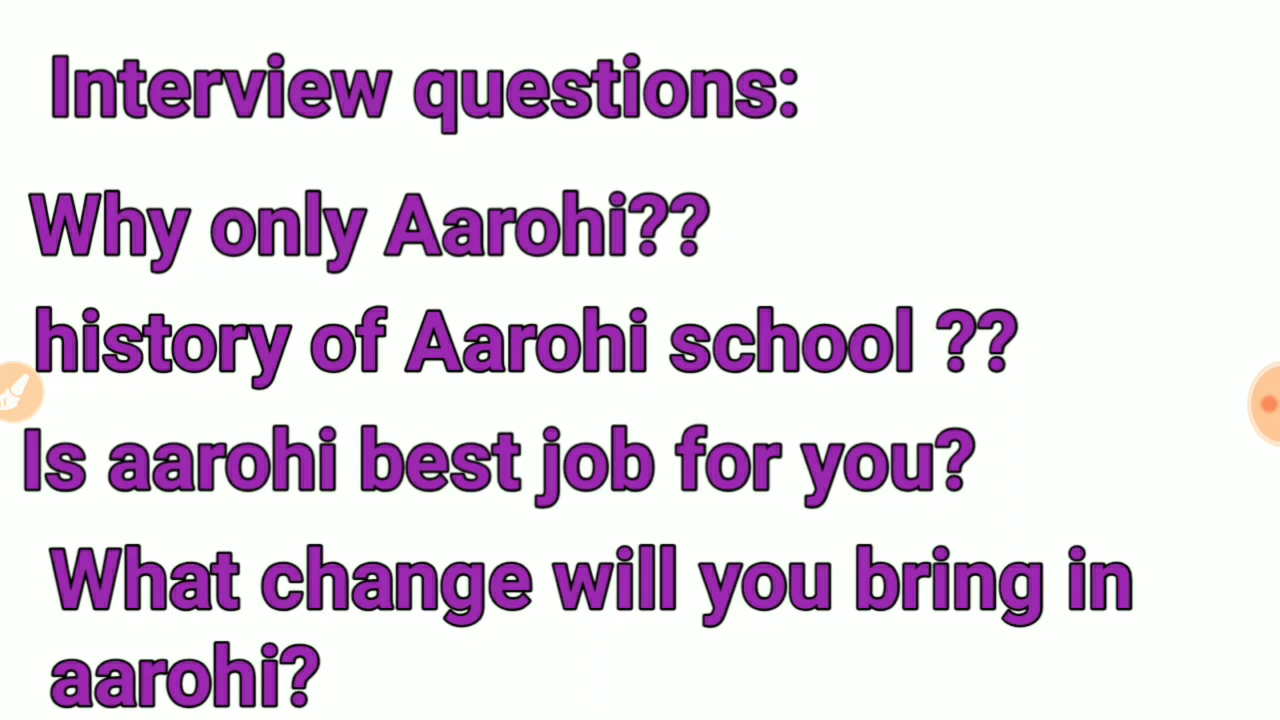 Interview questions:
Why only Aarohi??
history of Aarohi school ??
Is aarohi best job for you?
What change will you bring in
aarohi?